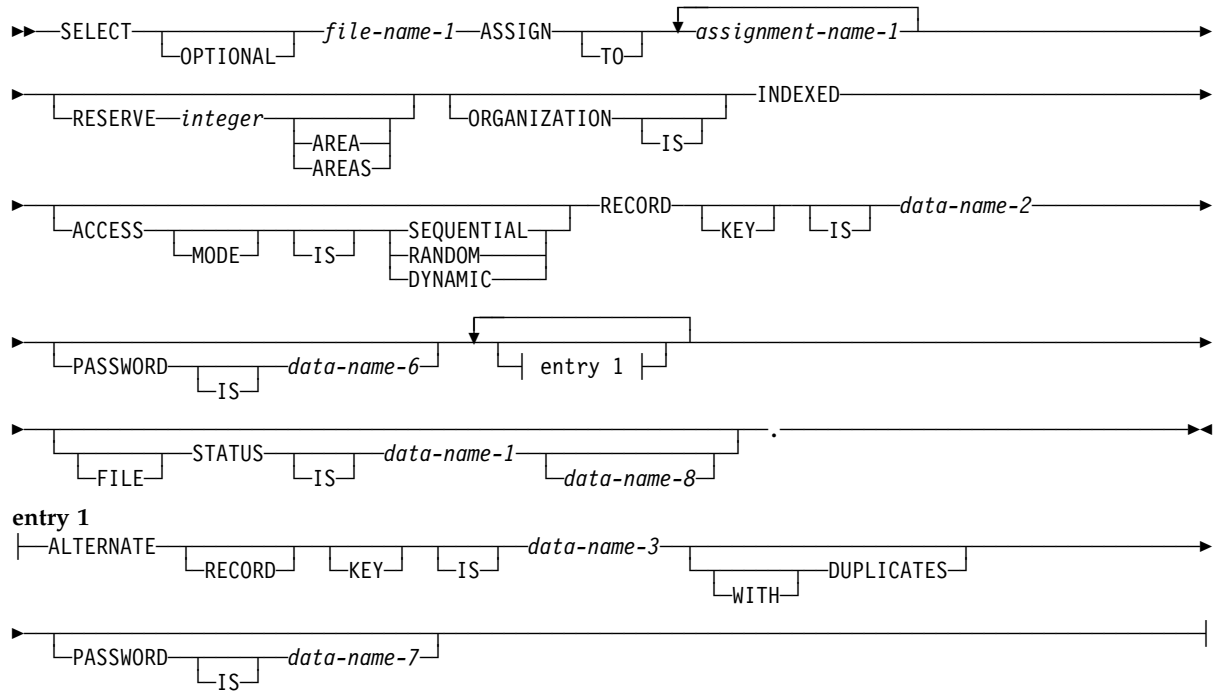 SELECT OPTIONAL file-name-1 ASSIGN TO assignment-name-1
RESERVE integer AREA AREAS ORGANIZATION IS INDEXED
ACCESS MODE IS SEQUENTIAL RANDOM DYNAMIC RECORD KEY IS data-name-2
PASSWORD IS data-name-6 entry 1
FILE STATUS IS data-name-1 data-name-8 .
entry 1
ALTERNATE RECORD KEY IS data-name-3 WITH DUPLICATES
PASSWORD IS data-name-7